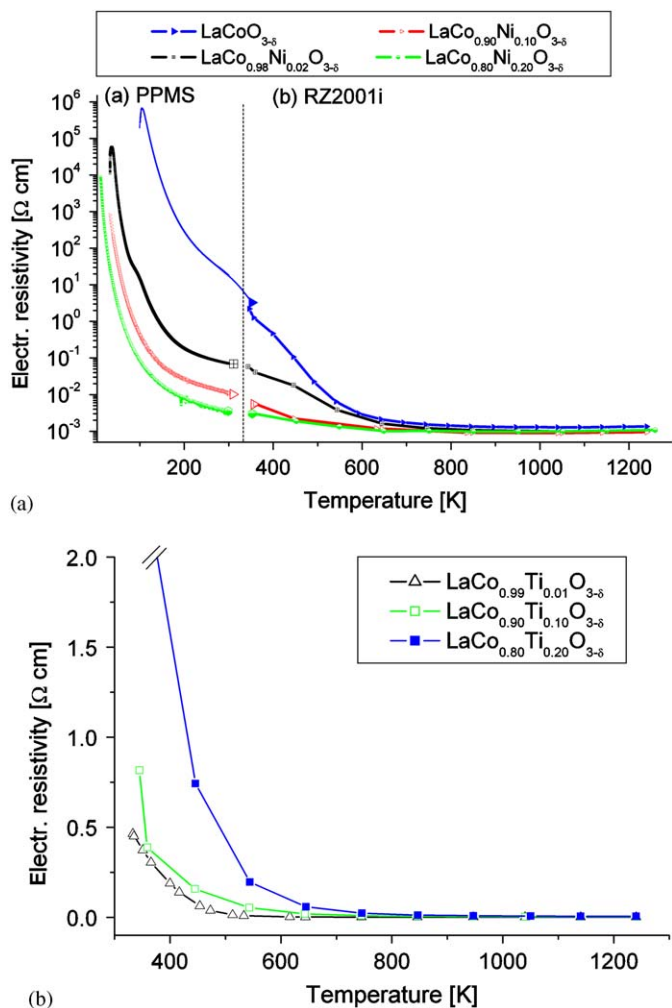 LaCoO3-δ LaCo0.90Ni0.10O3-δ
LaCo0.98Ni0.02O3-δ LaCo0.80Ni0.20O3-δ
(a) PPMS (b) RZ2001i
10^6
10^5
10^4
10^3
10^2
10^1
10^0
10^-1
10^-2
10^-3
Electr. resistivity [Ω cm]
200 400 600 800 1000 1200
Temperature [K]
(a)
LaCo0.99Ti0.01O3-δ
LaCo0.90Ti0.10O3-δ
LaCo0.80Ti0.20O3-δ
2.0
1.5
1.0
0.5
0.0
Electr. resistivity [Ω cm]
400 600 800 1000 1200
Temperature [K]
(b)